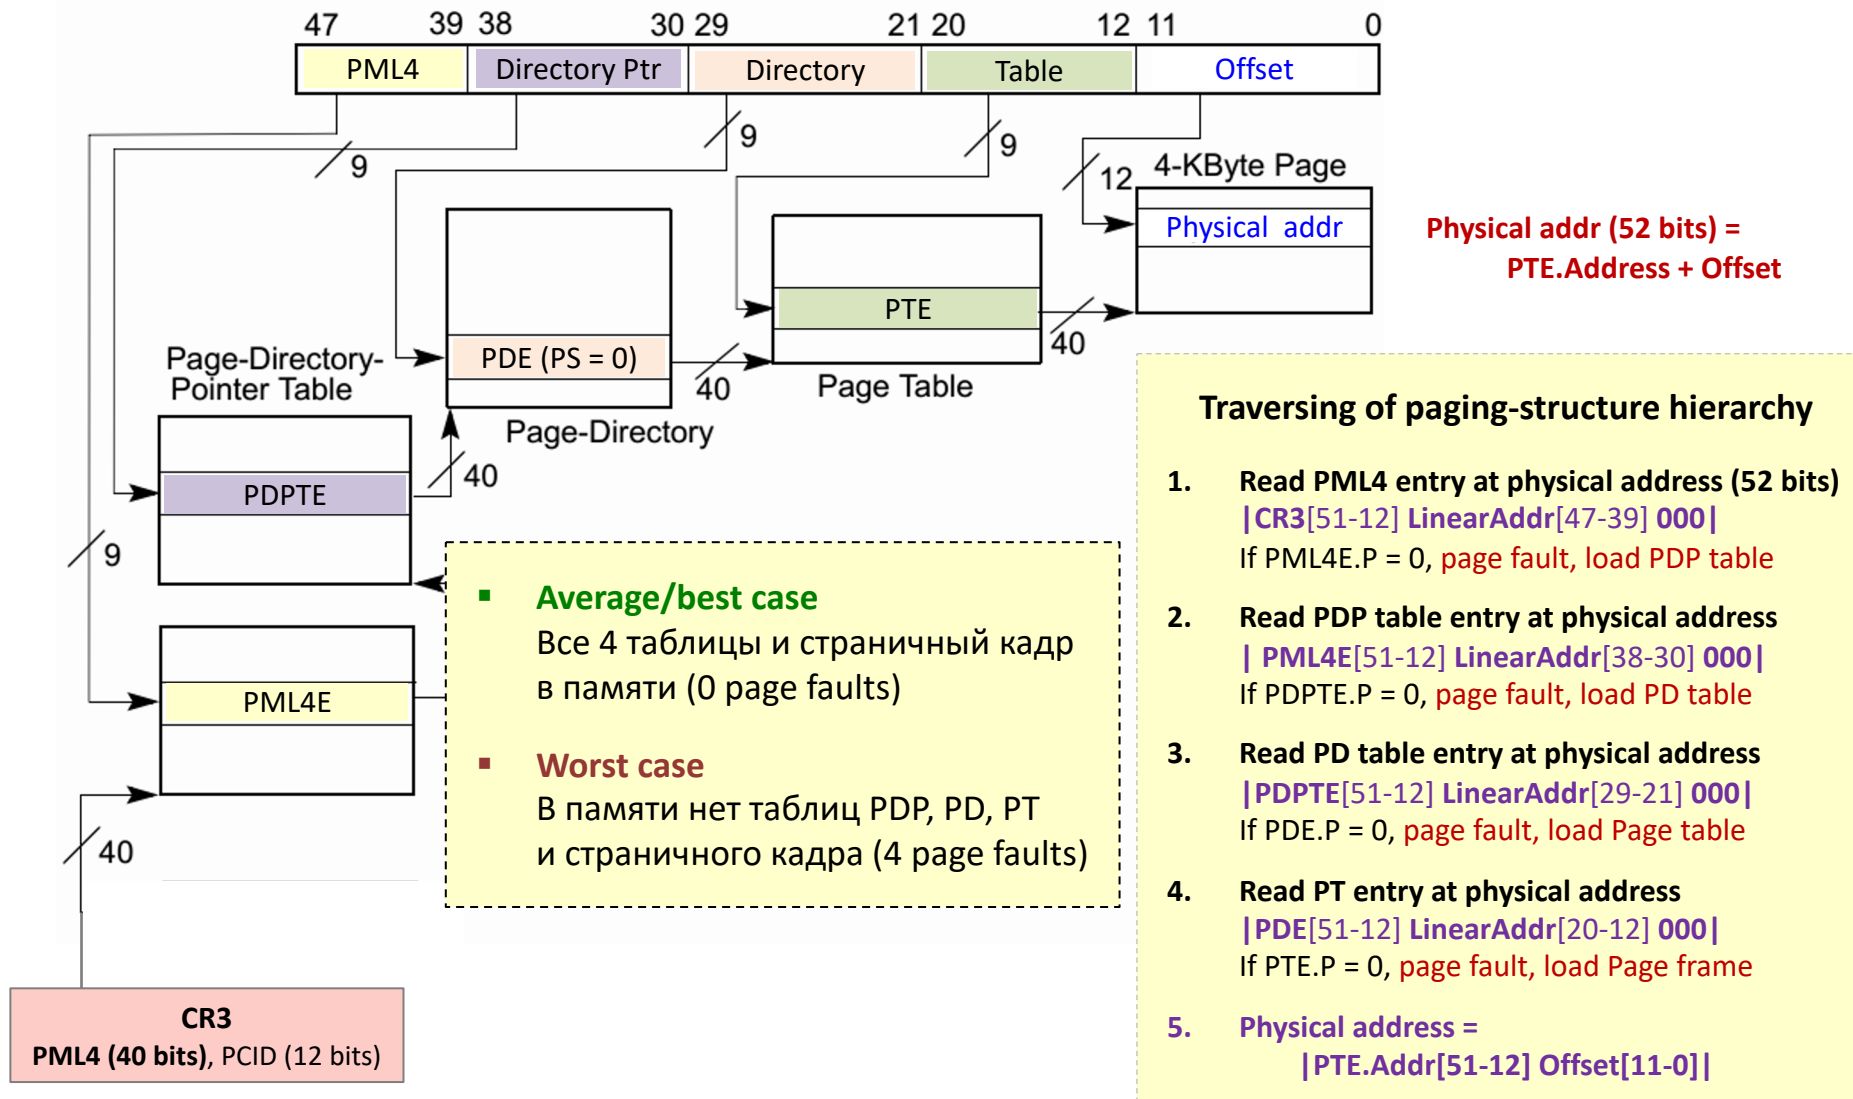 47 39 38 30 29 21 20 12 11 0
PML4 Directory Ptr Directory Table Offset
9 9 9 12
4-KByte Page
Physical addr
Physical addr (52 bits) =
PTE.Address + Offset
PTE
40
Page Table
PDE (PS = 0)
40
Page-Directory
Page-Directory-
Pointer Table
PDPTE
40
9
PML4E
40
CR3
PML4 (40 bits), PCID (12 bits)
▪ Average/best case
Все 4 таблицы и страничный кадр
в памяти (0 page faults)
▪ Worst case
В памяти нет таблиц PDP, PD, PT
и страничного кадра (4 page faults)
Traversing of paging-structure hierarchy
1. Read PML4 entry at physical address (52 bits)
|CR3[51-12] LinearAddr[47-39] 000|
If PML4E.P = 0, page fault, load PDP table
2. Read PDP table entry at physical address
| PML4E[51-12] LinearAddr[38-30] 000|
If PDPTE.P = 0, page fault, load PD table
3. Read PD table entry at physical address
|PDPTE[51-12] LinearAddr[29-21] 000|
If PDE.P = 0, page fault, load Page table
4. Read PT entry at physical address
|PDE[51-12] LinearAddr[20-12] 000|
If PTE.P = 0, page fault, load Page frame
5. Physical address =
|PTE.Addr[51-12] Offset[11-0]|